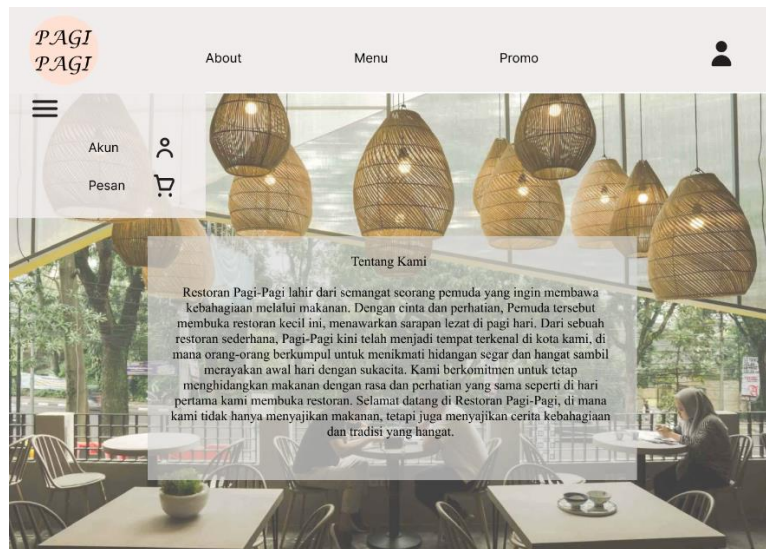 PAGI
PAGI
About
Menu
Promo
Akun
Pesan
Tentang Kami
Restoran Pagi-Pagi lahir dari semangat seorang pemuda yang ingin membawa
kebahagiaan melalui makanan. Dengan cinta dan perhatian, Pemuda tersebut
membuka restoran kecil ini, menawarkan sarapan lezat di pagi hari. Dari sebuah
restoran sederhana, Pagi-Pagi kini telah menjadi tempat terkenal di kota kami, di
mana orang-orang berkumpul untuk menikmati hidangan segar dan hangat sambil
merayakan awal hari dengan sukacita. Kami berkomitmen untuk tetap
menghidangkan makanan dengan rasa dan perhatian yang sama seperti di hari
pertama kami membuka restoran. Selamat datang di Restoran Pagi-Pagi, di mana
kami tidak hanya menyajikan makanan, tetapi juga menyajikan cerita kebahagiaan
dan tradisi yang hangat.